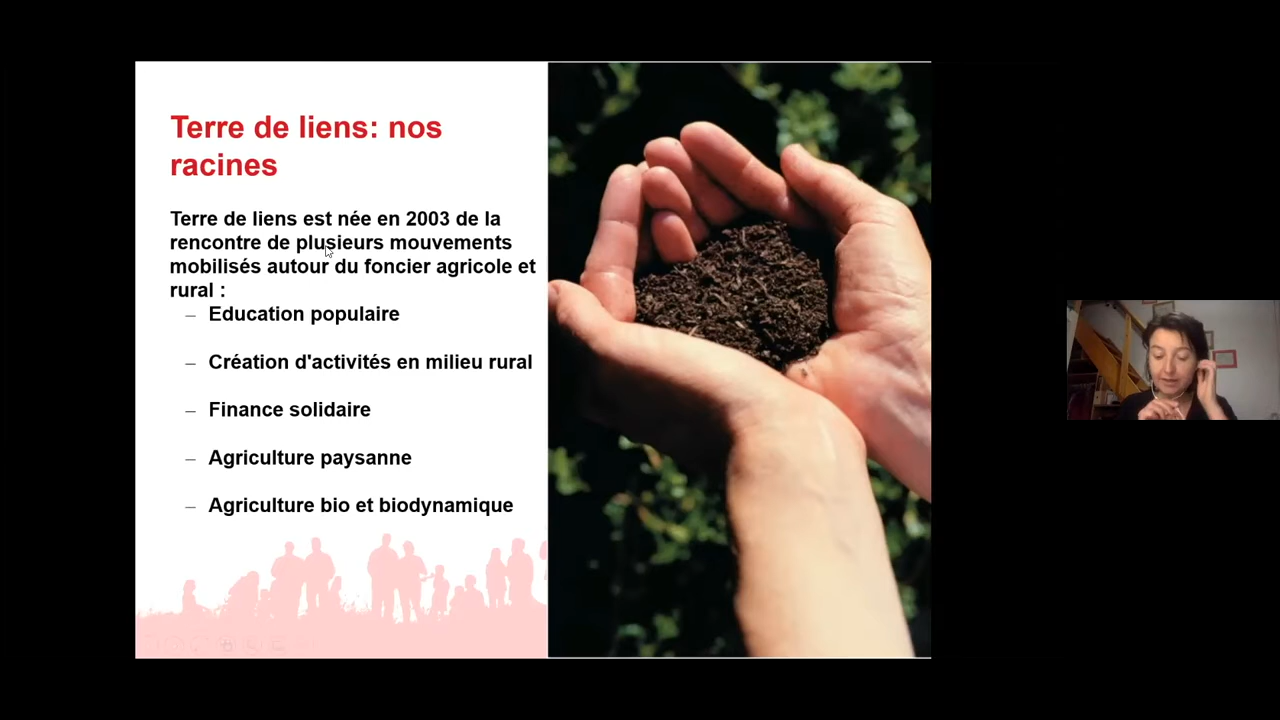 Terre de liens: nos
racines
Terre de liens est née en 2003 de la
rencontre de plusieurs mouvements
mobilisés autour du foncier agricole et
rural :
– Education populaire
– Création d'activités en milieu rural
– Finance solidaire
– Agriculture paysanne
– Agriculture bio et biodynamique